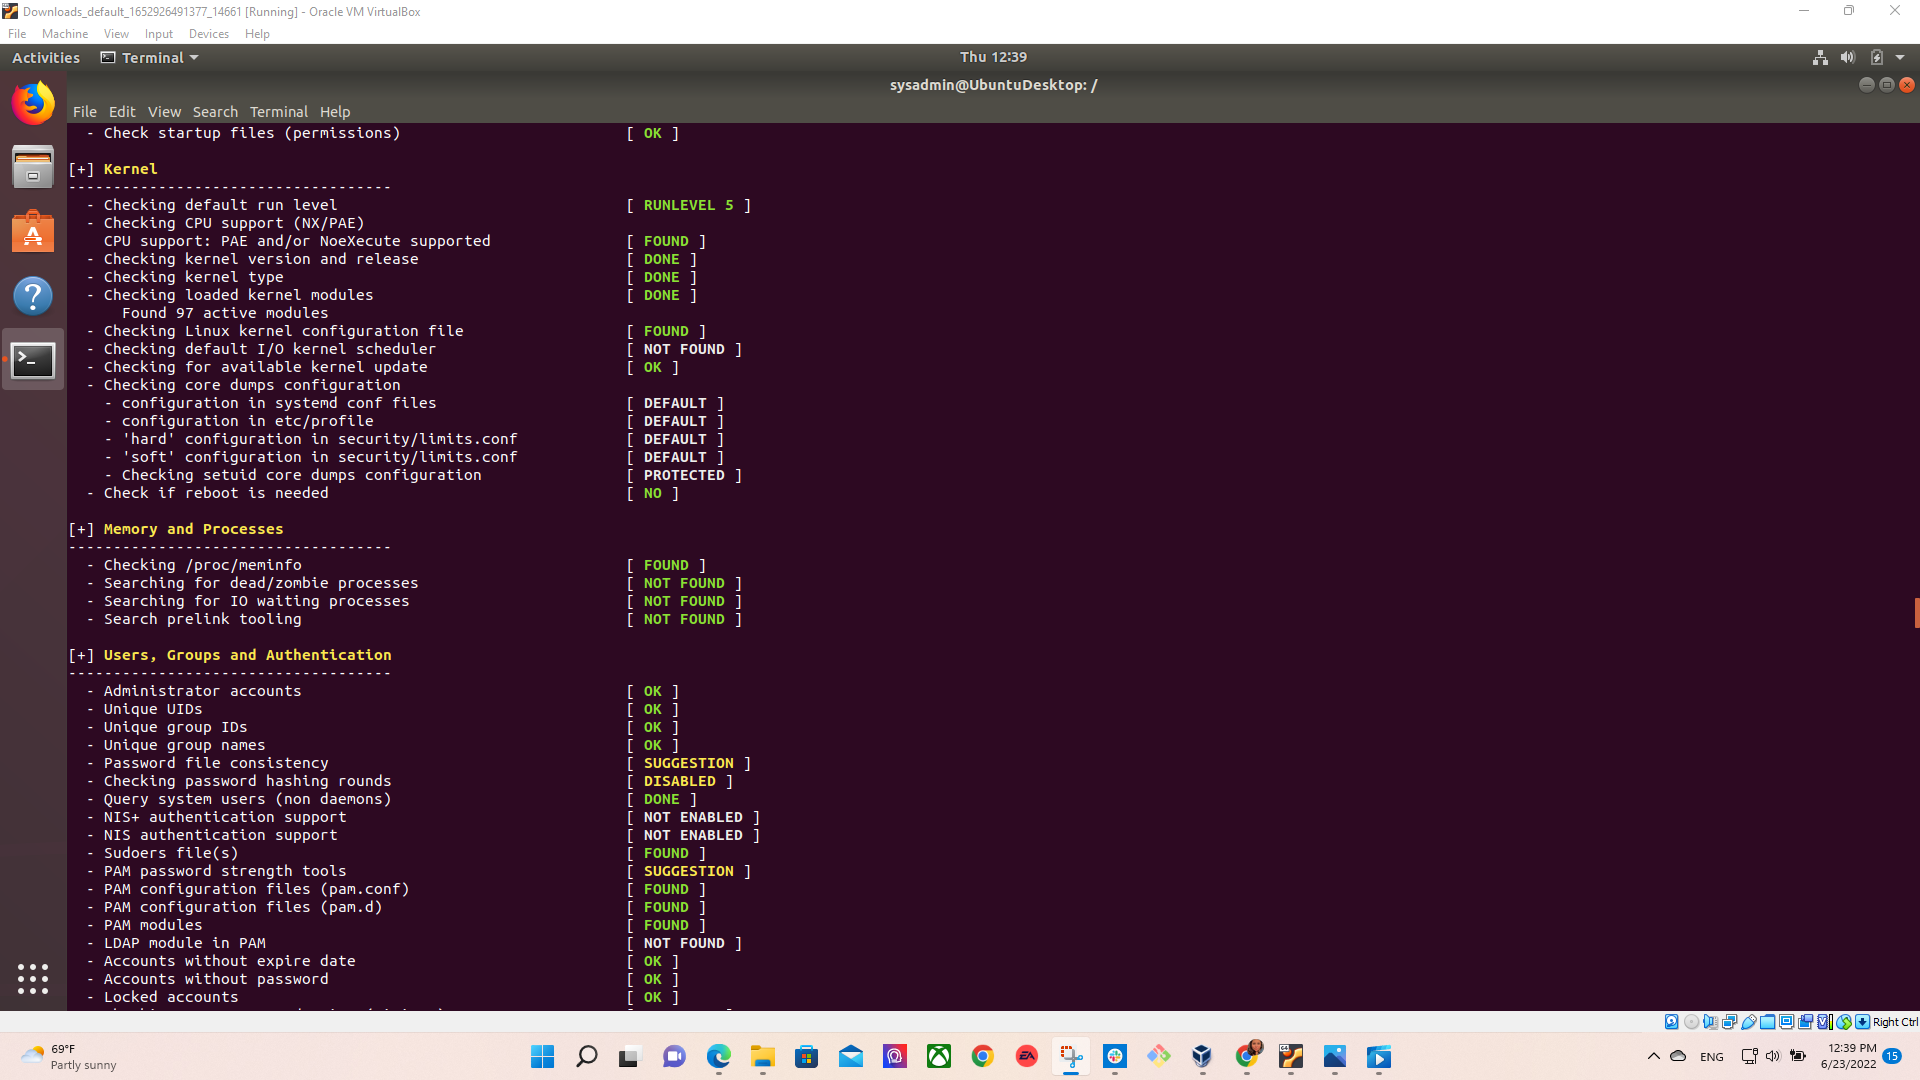 Downloads_default_1652926491377_14661 [Running] - Oracle VM VirtualBox
File Machine View Input Devices Help
Activities Terminal Thu 12:39
sysadmin@UbuntuDesktop: /
File Edit View Search Terminal Help
- Check startup files (permissions) [ OK ]
[+] Kernel
------------------------------------
- Checking default run level [ RUNLEVEL 5 ]
- Checking CPU support (NX/PAE)
CPU support: PAE and/or NoeXecute supported [ FOUND ]
- Checking kernel version and release [ DONE ]
- Checking kernel type [ DONE ]
- Checking loaded kernel modules [ DONE ]
Found 97 active modules
- Checking Linux kernel configuration file [ FOUND ]
- Checking default I/O kernel scheduler [ NOT FOUND ]
- Checking for available kernel update [ OK ]
- Checking core dumps configuration
- configuration in systemd conf files [ DEFAULT ]
- configuration in etc/profile [ DEFAULT ]
- 'hard' configuration in security/limits.conf [ DEFAULT ]
- 'soft' configuration in security/limits.conf [ DEFAULT ]
- Checking setuid core dumps configuration [ PROTECTED ]
- Check if reboot is needed [ NO ]
[+] Memory and Processes
------------------------------------
- Checking /proc/meminfo [ FOUND ]
- Searching for dead/zombie processes [ NOT FOUND ]
- Searching for IO waiting processes [ NOT FOUND ]
- Search prelink tooling [ NOT FOUND ]
[+] Users, Groups and Authentication
------------------------------------
- Administrator accounts [ OK ]
- Unique UIDs [ OK ]
- Unique group IDs [ OK ]
- Unique group names [ OK ]
- Password file consistency [ SUGGESTION ]
- Checking password hashing rounds [ DISABLED ]
- Query system users (non daemons) [ DONE ]
- NIS+ authentication support [ NOT ENABLED ]
- NIS authentication support [ NOT ENABLED ]
- Sudoers file(s) [ FOUND ]
- PAM password strength tools [ SUGGESTION ]
- PAM configuration files (pam.conf) [ FOUND ]
- PAM configuration files (pam.d) [ FOUND ]
- PAM modules [ FOUND ]
- LDAP module in PAM [ NOT FOUND ]
- Accounts without expire date [ OK ]
- Accounts without password [ OK ]
- Locked accounts [ OK ]
Right Ctrl
69°F
Partly sunny
ENG
12:39 PM
6/23/2022
15